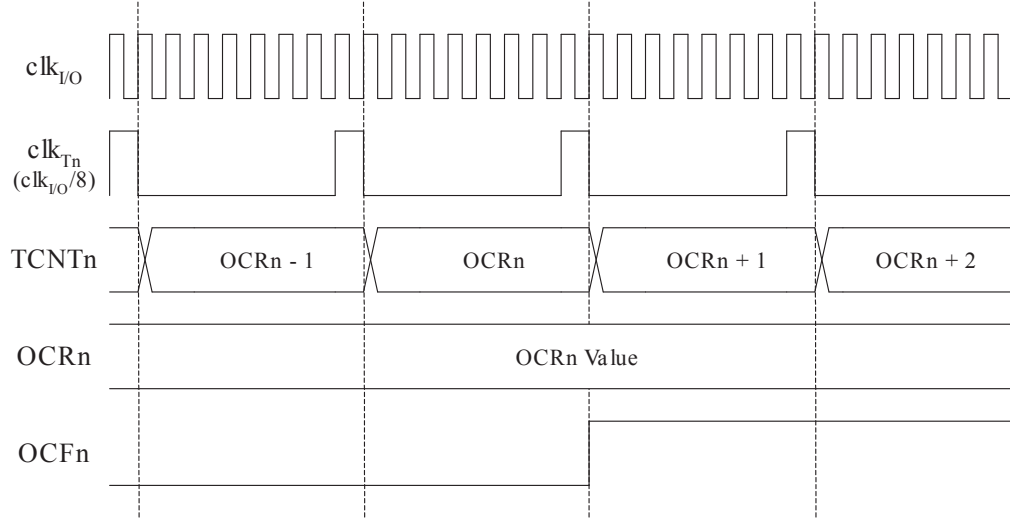 clkI/O
clkTn
(clkI/O/8)
TCNTn
OCRn - 1
OCRn
OCRn + 1
OCRn + 2
OCRn
OCRn Value
OCFn